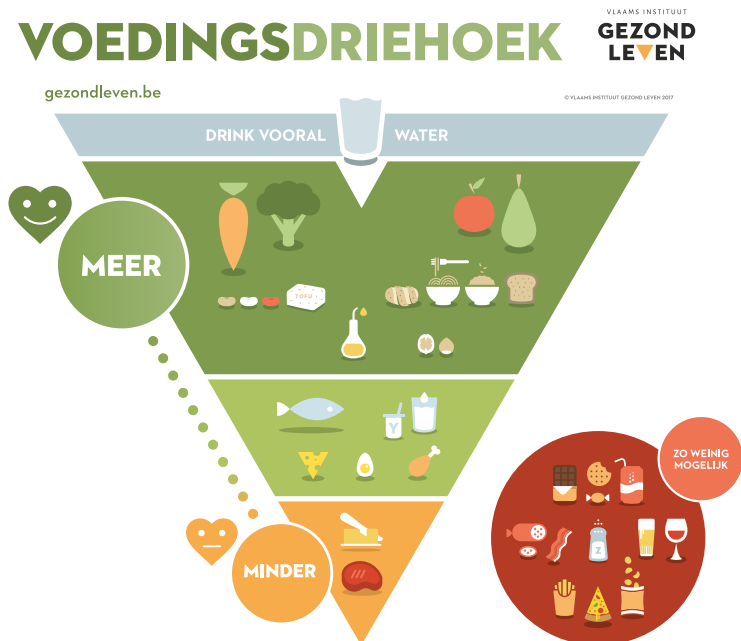 VOEDINGSDRIEHOEK
VLAAMS INSTITUUT
GEZOND
LEVEN
gezondleven.be
© VLAAMS INSTITUUT GEZOND LEVEN 2017
DRINK VOORAL WATER
MEER
TOFU
Y
MINDER
ZO WEINIG
MOGELIJK
Z